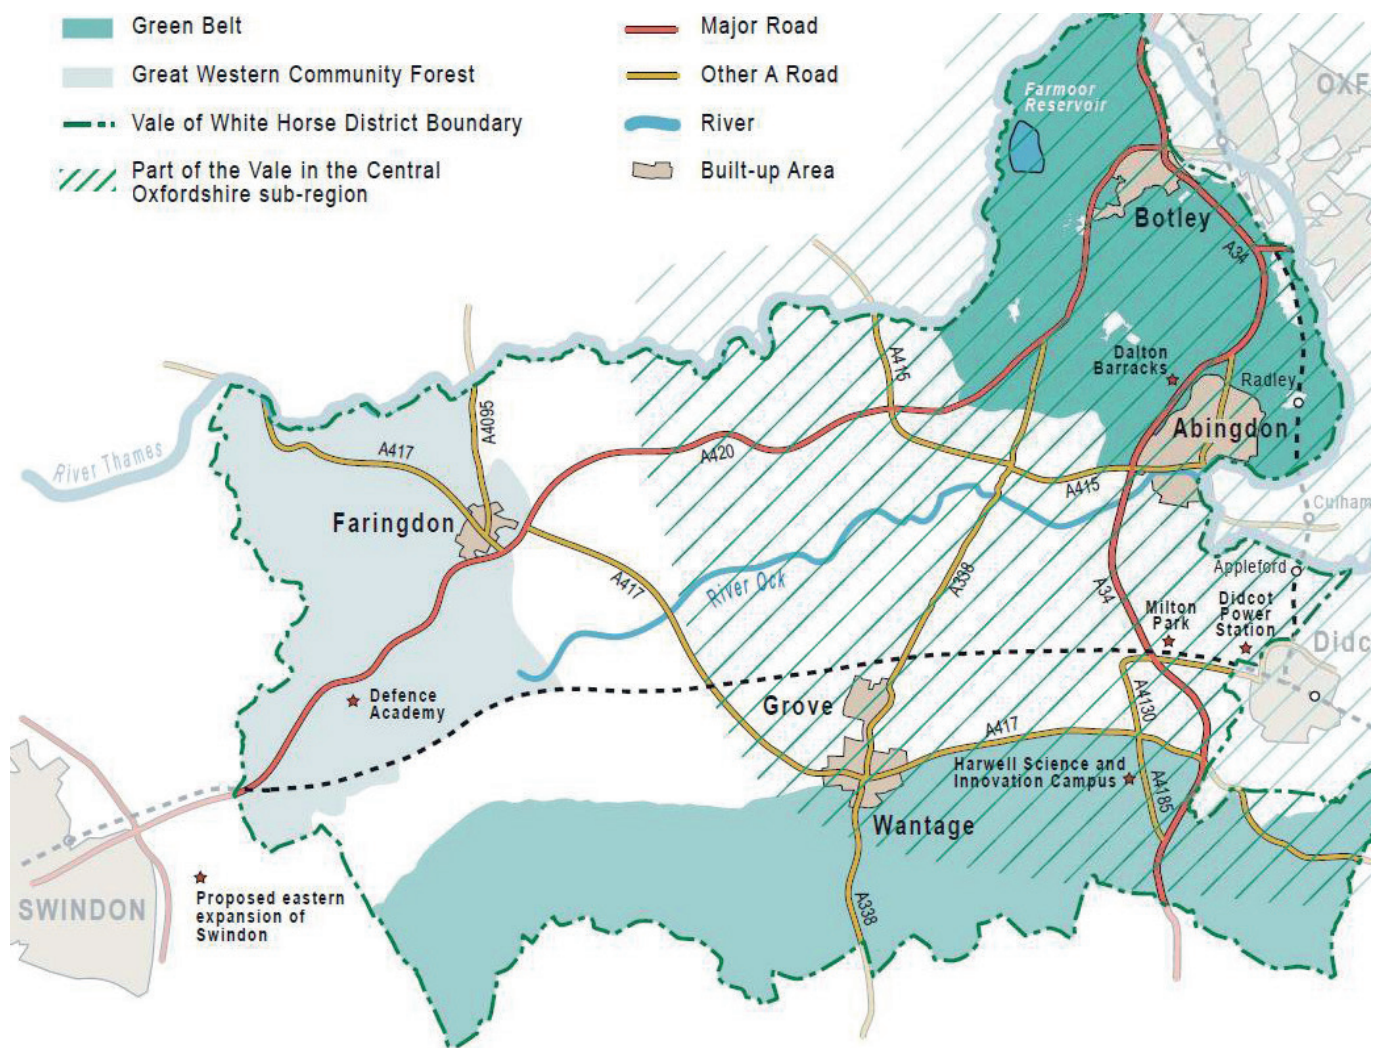 Green Belt
Great Western Community Forest
Vale of White Horse District Boundary
Part of the Vale in the Central
Oxfordshire sub-region
Major Road
Other A Road
River
Built-up Area
Farmoor
Reservoir
OXF
Botley
A34
Dalton
Barracks
Radley
Abingdon
A415
A4095
A417
River Thames
A420
A415
Culham
Faringdon
A417
River Ock
A338
A34
Appleford
Milton
Park
Didcot
Power
Station
Didc
Defence
Academy
Grove
A417
A4130
Harwell Science and
Innovation Campus
A4185
Wantage
A338
SWINDON
Proposed eastern
expansion of
Swindon